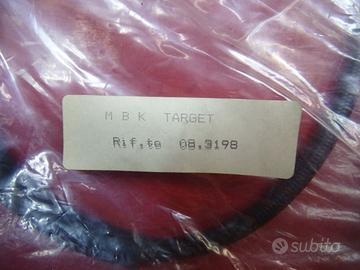 M B K TARGET
Rif.to 08.3198
subito